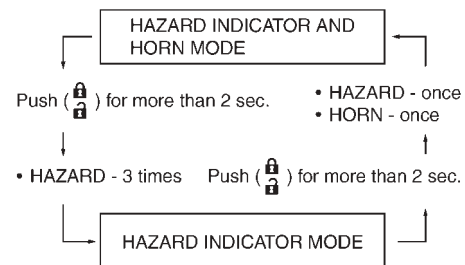 HAZARD INDICATOR AND
HORN MODE
Push ( ) for more than 2 sec.
• HAZARD - once
• HORN - once
• HAZARD - 3 times
Push ( ) for more than 2 sec.
HAZARD INDICATOR MODE